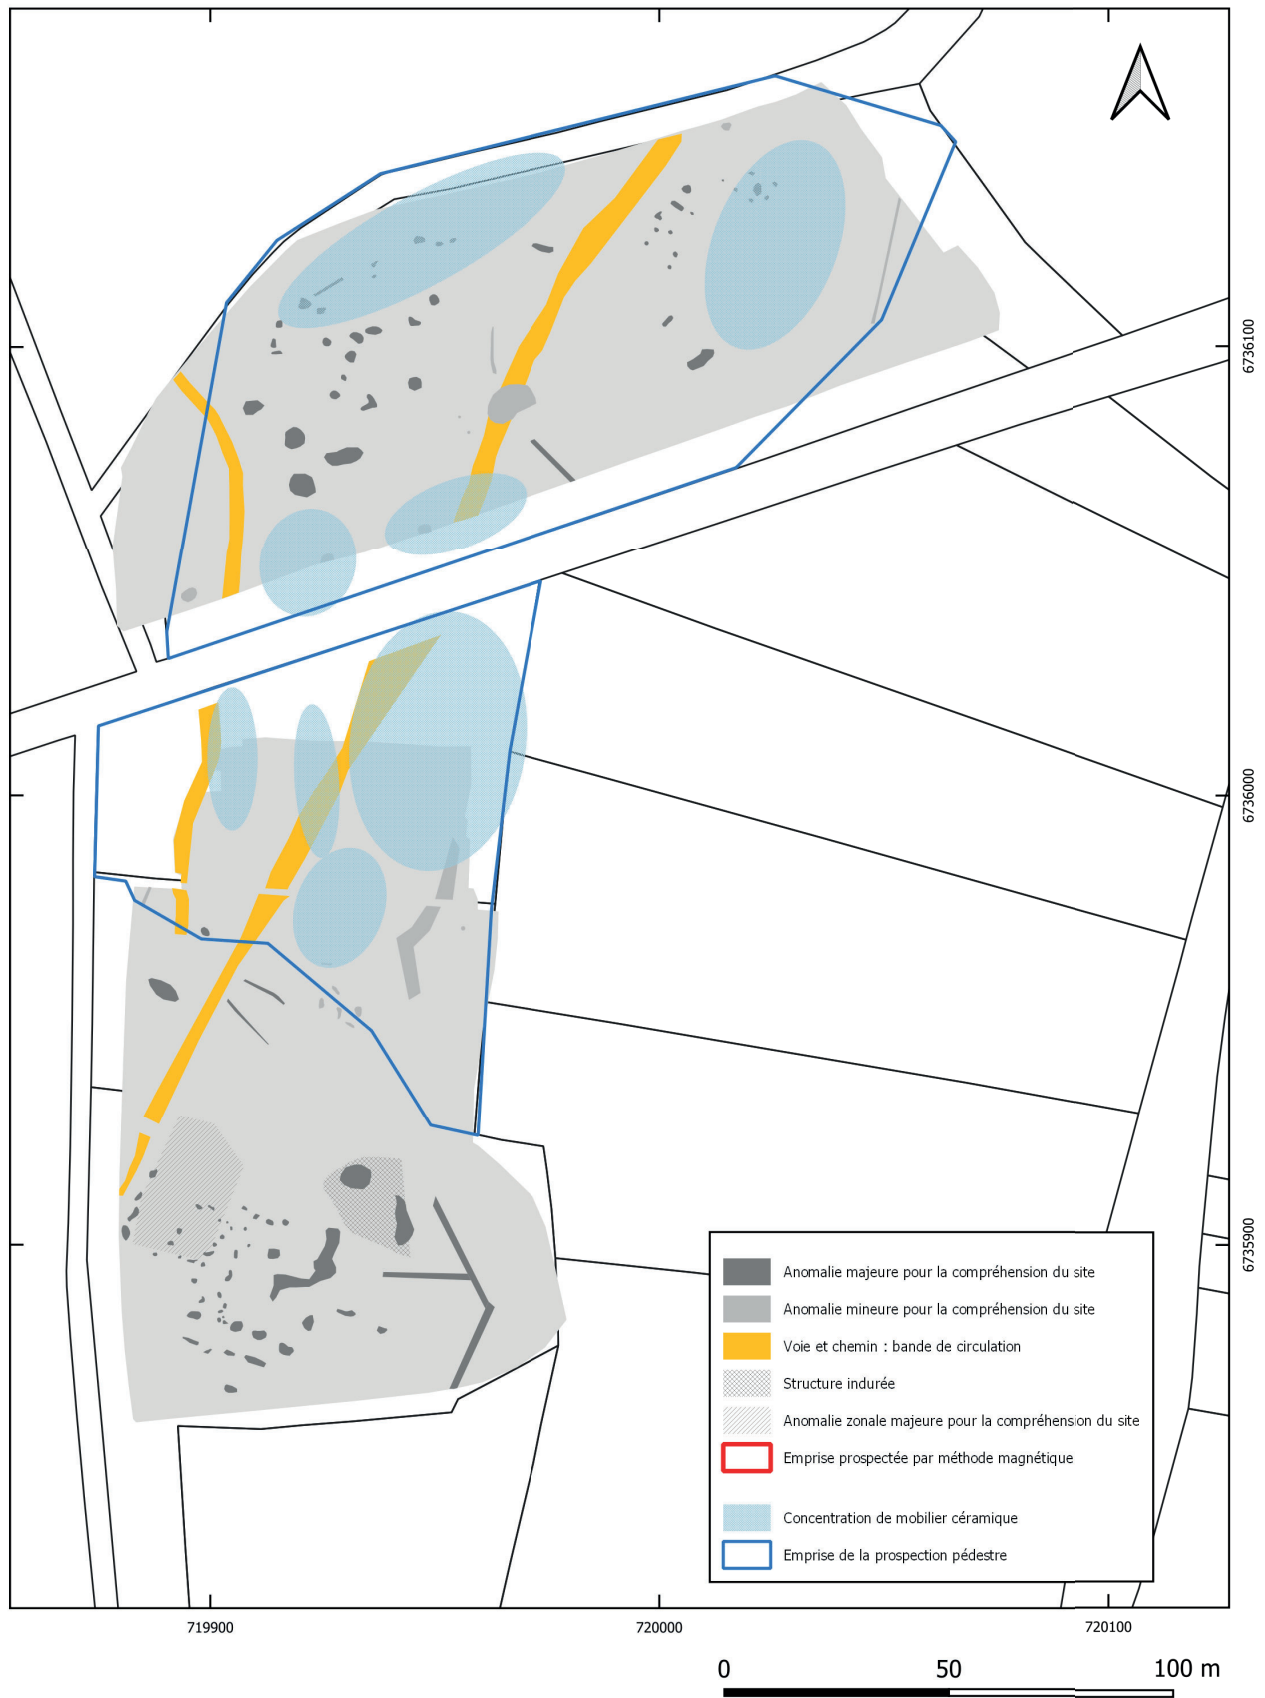 6736100
6736000
6735900
Anomalie majeure pour la compréhension du site
Anomalie mineure pour la compréhension du site
Voie et chemin : bande de circulation
Structure indurée
Anomalie zonale majeure pour la compréhension du site
Emprise prospectée par méthode magnétique
Concentration de mobilier céramique
Emprise de la prospection pédestre
719900
720000
720100
0
50
100 m